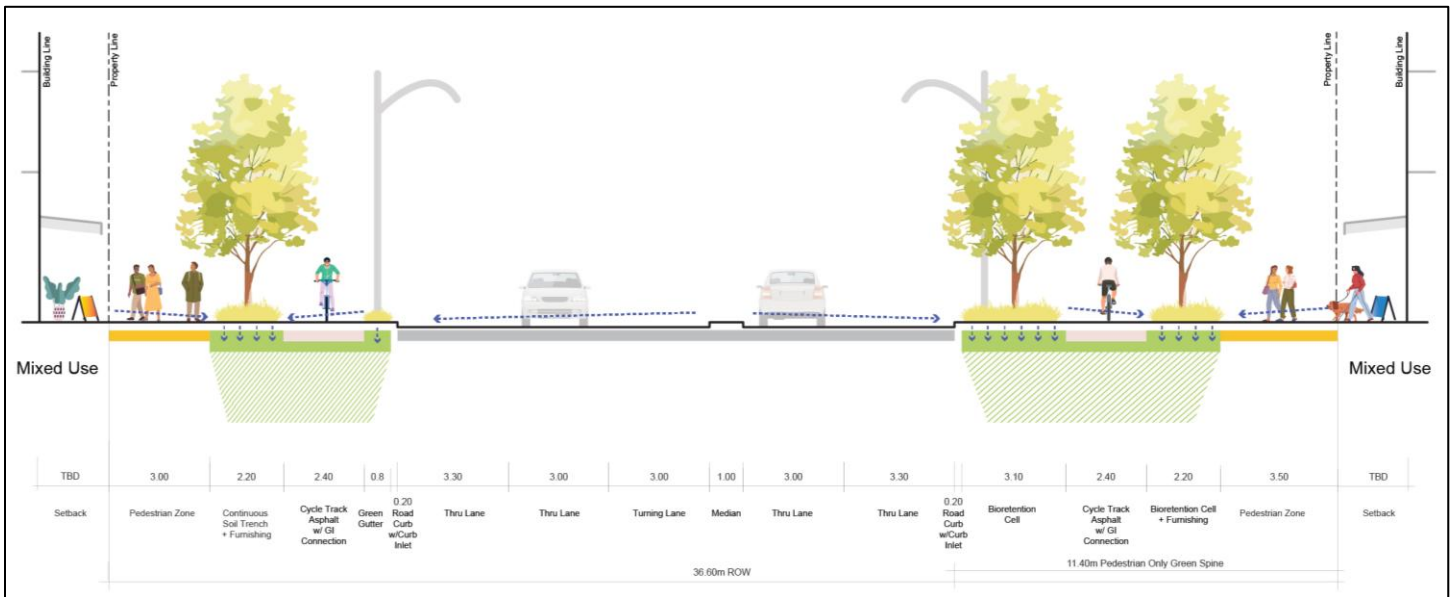 Building Line
Property Line
Property Line
Building Line
Mixed Use
Mixed Use
TBD
3.00
2.20
2.40
0.8
3.30
3.00
3.00
1.00
3.00
3.30
3.10
2.40
2.20
3.50
TBD
Setback
Pedestrian Zone
Continuous
Soil Trench
+ Furnishing
Cycle Track
Asphalt
w/ GI
Connection
Green
Gutter
0.20
Road
Curb
w/Curb
Inlet
Thru Lane
Thru Lane
Turning Lane
Median
Thru Lane
Thru Lane
0.20
Road
Curb
w/Curb
Inlet
Bioretention
Cell
Cycle Track
Asphalt
w/ GI
Connection
Bioretention Cell
+ Furnishing
Pedestrian Zone
Setback
11.40m Pedestrian Only Green Spine
36.60m ROW